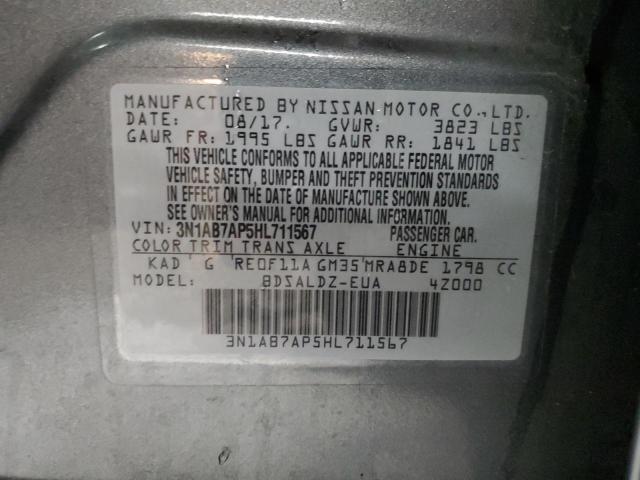 MANUFACTURED BY NISSAN MOTOR CO., LTD.
DATE: 08/17. GVWR: 3823 LBS
GAWR FR: 1995 LBS GAWR RR: 1841 LBS
THIS VEHICLE CONFORMS TO ALL APPLICABLE FEDERAL MOTOR
VEHICLE SAFETY, BUMPER AND THEFT PREVENTION STANDARDS
IN EFFECT ON THE DATE OF MANUFACTURE SHOWN ABOVE.
SEE OWNER'S MANUAL FOR ADDITIONAL INFORMATION.
VIN: 3N1AB7AP5HL711567 PASSENGER CAR.
COLOR TRIM TRANS AXLE ENGINE
KAD G RE0F11A GM35 MRA8DE 1798 CC
MODEL: BDSALDZ-EUA 4Z000
3N1AB7AP5HL711567